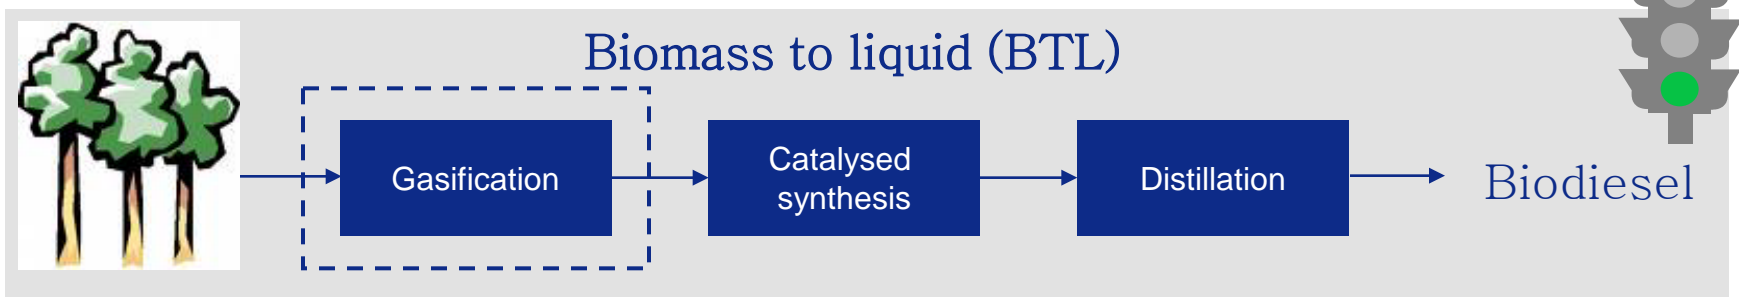 Biomass to liquid (BTL)
Gasification
Catalysed
synthesis
Distillation
Biodiesel